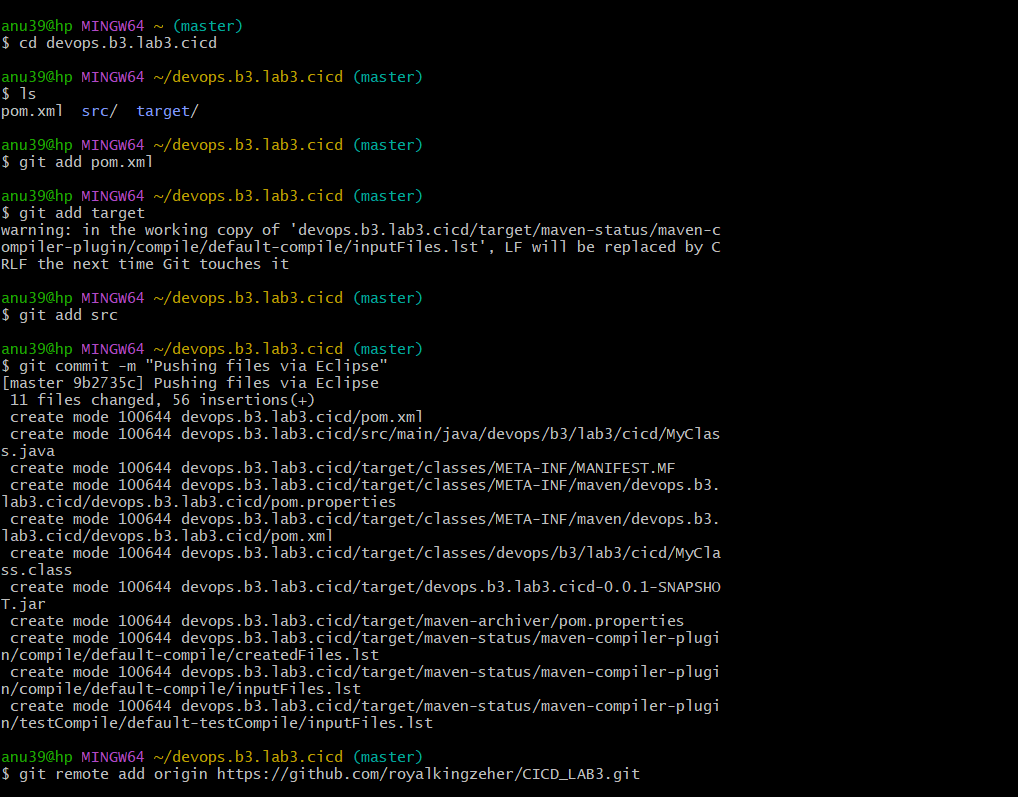 anu39@hp MINGW64 ~ (master)
$ cd devops.b3.lab3.cicd
anu39@hp MINGW64 ~/devops.b3.lab3.cicd (master)
$ ls
pom.xml  src/  target/
anu39@hp MINGW64 ~/devops.b3.lab3.cicd (master)
$ git add pom.xml
anu39@hp MINGW64 ~/devops.b3.lab3.cicd (master)
$ git add target
warning: in the working copy of 'devops.b3.lab3.cicd/target/maven-status/maven-c
ompiler-plugin/compile/default-compile/inputFiles.lst', LF will be replaced by C
RLF the next time Git touches it
anu39@hp MINGW64 ~/devops.b3.lab3.cicd (master)
$ git add src
anu39@hp MINGW64 ~/devops.b3.lab3.cicd (master)
$ git commit -m "Pushing files via Eclipse"
[master 9b2735c] Pushing files via Eclipse
 11 files changed, 56 insertions(+)
 create mode 100644 devops.b3.lab3.cicd/pom.xml
 create mode 100644 devops.b3.lab3.cicd/src/main/java/devops/b3/lab3/cicd/MyClas
s.java
 create mode 100644 devops.b3.lab3.cicd/target/classes/META-INF/MANIFEST.MF
 create mode 100644 devops.b3.lab3.cicd/target/classes/META-INF/maven/devops.b3.
lab3.cicd/devops.b3.lab3.cicd/pom.properties
 create mode 100644 devops.b3.lab3.cicd/target/classes/META-INF/maven/devops.b3.
lab3.cicd/devops.b3.lab3.cicd/pom.xml
 create mode 100644 devops.b3.lab3.cicd/target/classes/devops/b3/lab3/cicd/MyCla
ss.class
 create mode 100644 devops.b3.lab3.cicd/target/devops.b3.lab3.cicd-0.0.1-SNAPSHO
T.jar
 create mode 100644 devops.b3.lab3.cicd/target/maven-archiver/pom.properties
 create mode 100644 devops.b3.lab3.cicd/target/maven-status/maven-compiler-plugi
n/compile/default-compile/createdFiles.lst
 create mode 100644 devops.b3.lab3.cicd/target/maven-status/maven-compiler-plugi
n/compile/default-compile/inputFiles.lst
 create mode 100644 devops.b3.lab3.cicd/target/maven-status/maven-compiler-plugi
n/testCompile/default-testCompile/inputFiles.lst
anu39@hp MINGW64 ~/devops.b3.lab3.cicd (master)
$ git remote add origin https://github.com/royalkingzeher/CICD_LAB3.git